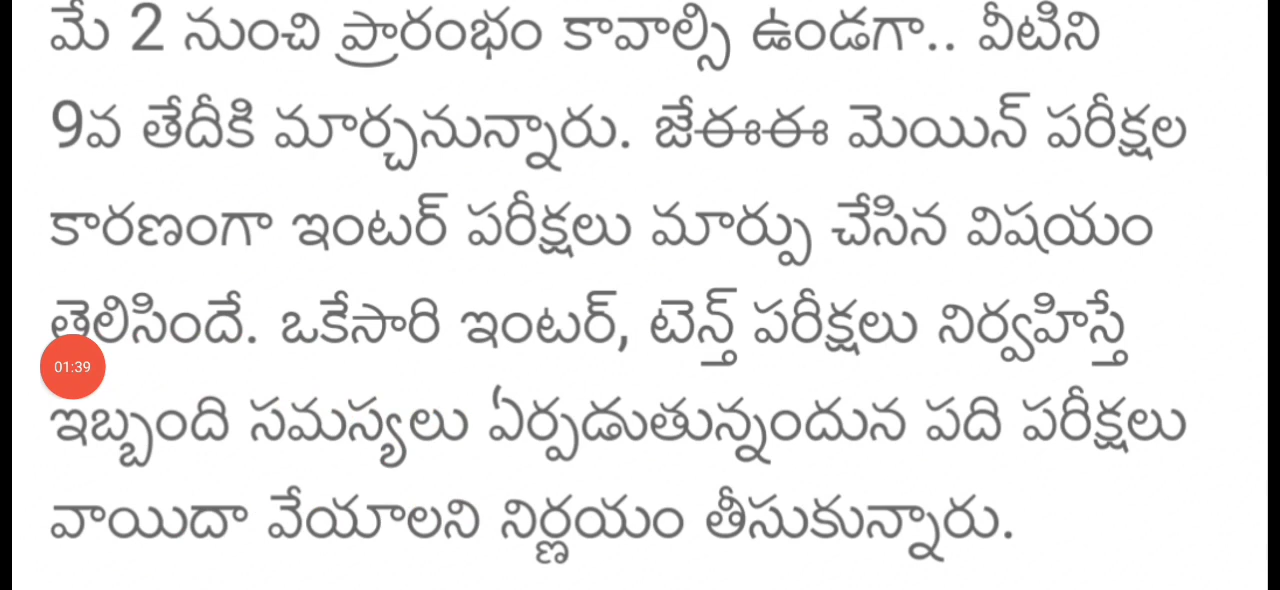 మే 2 నుంచి ప్రారంభం కావాల్సి ఉండగా.. వీటిని
9వ తేదీకి మార్చనున్నారు. జేఈఈ మెయిన్ పరీక్షల
కారణంగా ఇంటర్ పరీక్షలు మార్పు చేసిన విషయం
తెలిసిందే. ఒకేసారి ఇంటర్, టెన్త్ పరీక్షలు నిర్వహిస్తే
01:39
ఇబ్బంది సమస్యలు ఏర్పడుతున్నందున పది పరీక్షలు
వాయిదా వేయాలని నిర్ణయం తీసుకున్నారు.